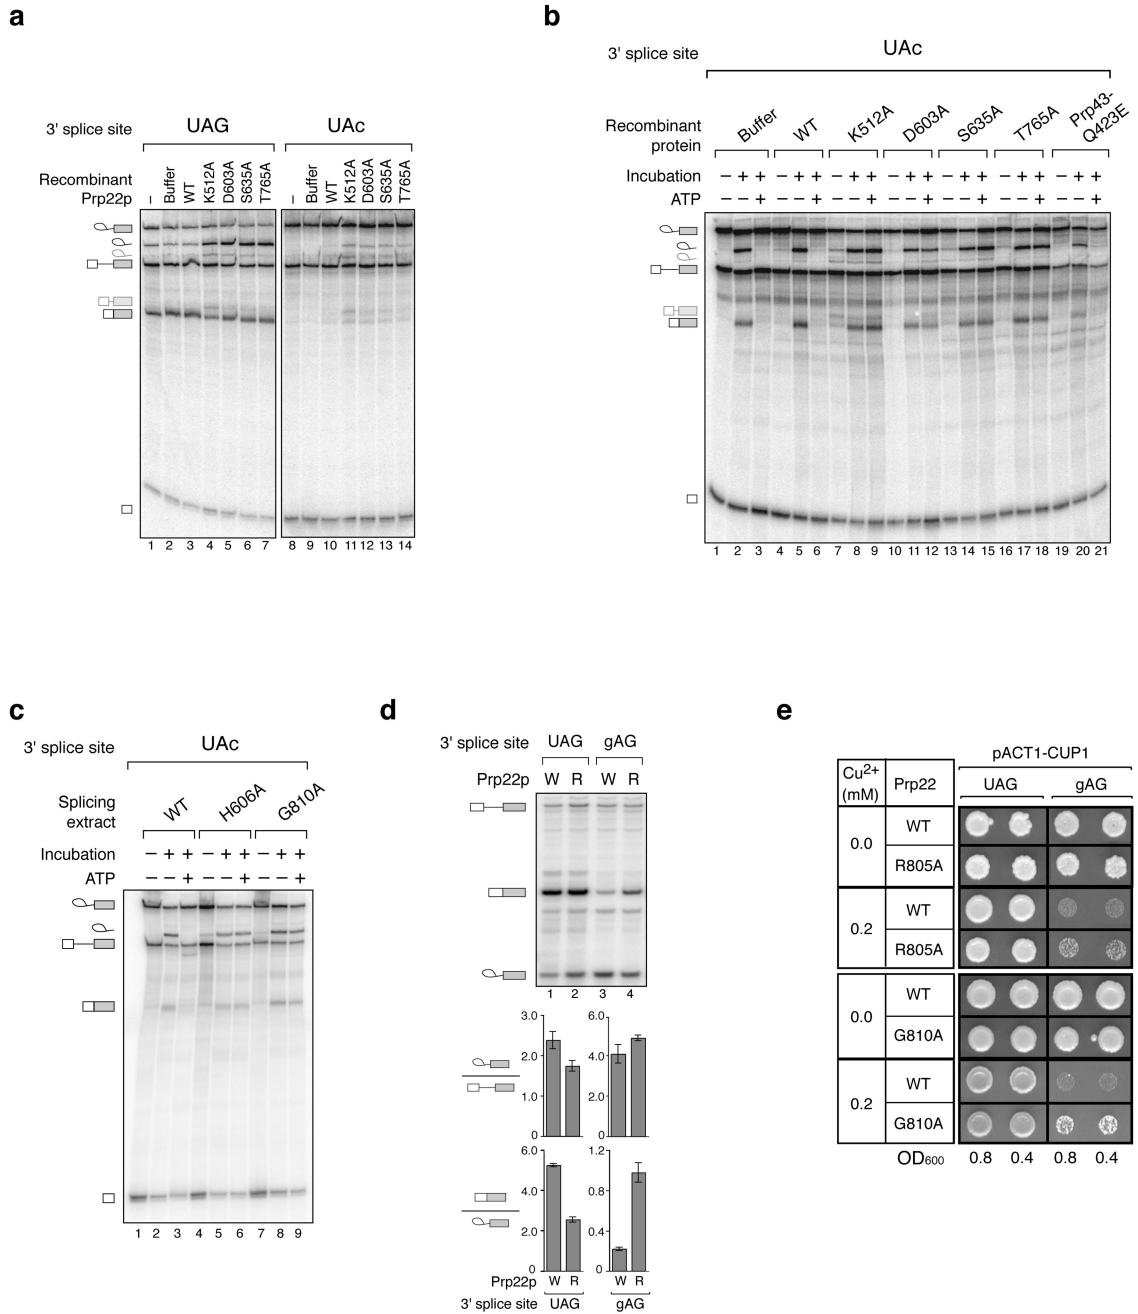 a
3' splice site
UAG
UAc
Recombinant
Prp22p
– Buffer WT K512A D603A S635A T765A
– Buffer WT K512A D603A S635A T765A
1 2 3 4 5 6 7 8 9 10 11 12 13 14
b
3' splice site
UAc
Recombinant
protein
Buffer WT K512A D603A S635A T765A Prp43-
Q423E
Incubation – + + – + + – + + – + + – + + – + + – + +
ATP – – + – – + – – + – – + – – + – – + – – +
1 2 3 4 5 6 7 8 9 10 11 12 13 14 15 16 17 18 19 20 21
c
3' splice site
UAc
Splicing
extract
WT H606A G810A
Incubation – + + – + + – + +
ATP – – + – – + – – +
1 2 3 4 5 6 7 8 9
d
3' splice site UAG gAG
Prp22p W R W R
1 2 3 4
3.0 6.0
2.0 4.0
1.0 2.0
0 0
6.0 1.2
4.0 0.8
2.0 0.4
0 0
Prp22p W R W R
3' splice site UAG gAG
e
pACT1-CUP1
Cu2+
(mM)
Prp22
UAG gAG
0.0
WT
R805A
0.2
WT
R805A
0.0
WT
G810A
0.2
WT
G810A
OD600 0.8 0.4 0.8 0.4